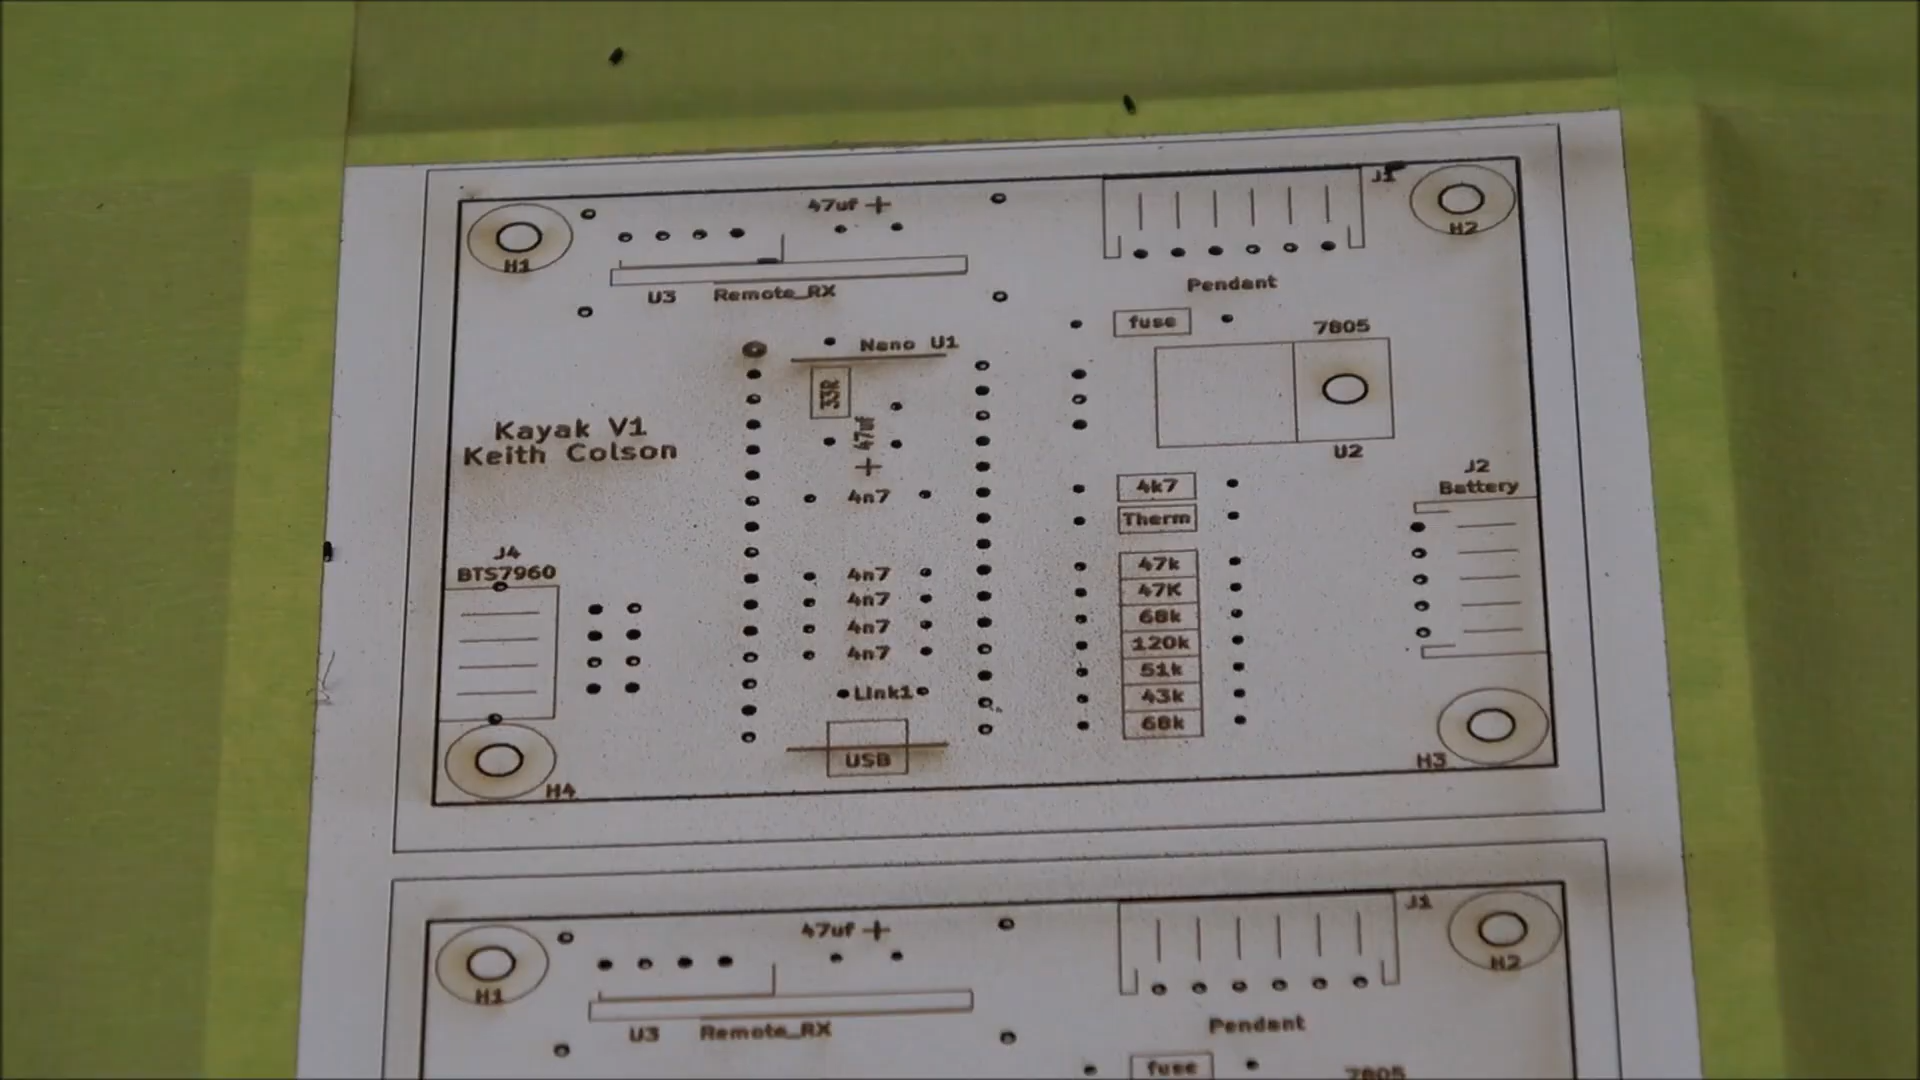 47uf +
J1
H1
H2
U3 Remote_RX
Pendant
fuse
7805
Nano U1
33R
47uf
+
Kayak V1
Keith Colson
U2
4n7
4k7
Therm
J2
Battery
J4
BTS7960
4n7
4n7
4n7
4n7
47k
47K
68k
120k
51k
43k
68k
Link1
USB
H4
H3
47uf +
J1
H1
H2
U3 Remote_RX
Pendant
fuse
7805